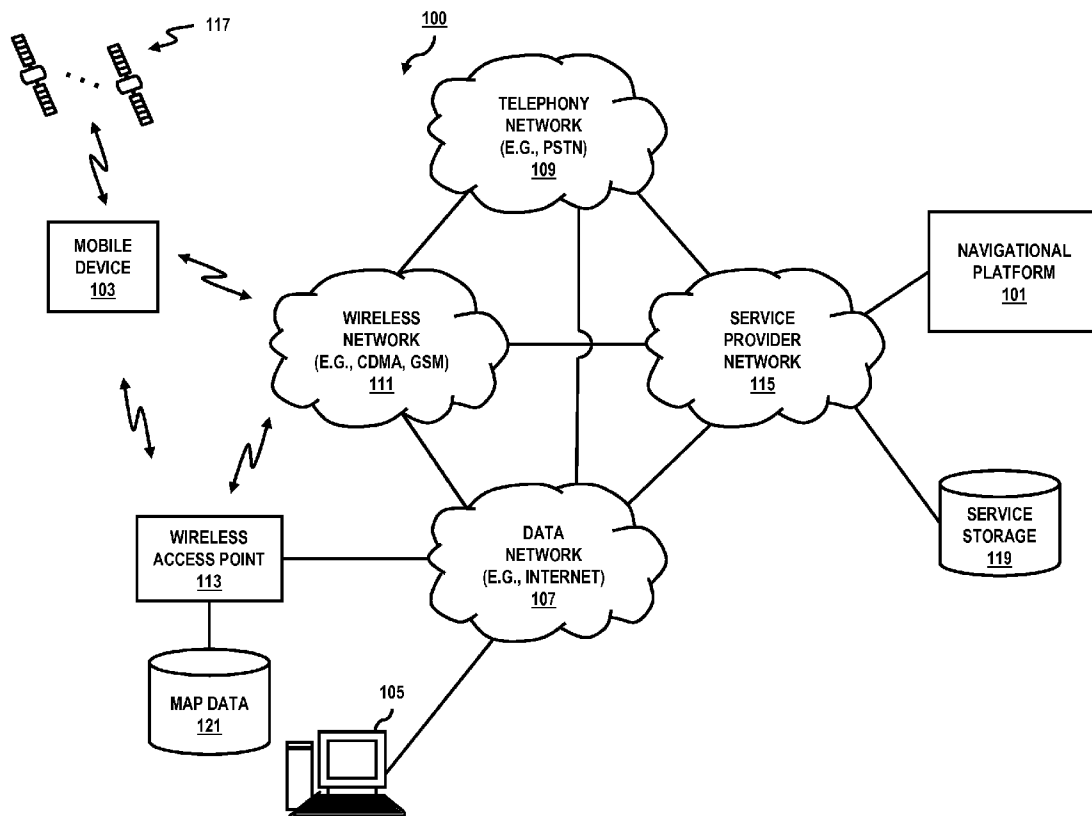 117
100
TELEPHONY
NETWORK
(E.G., PSTN)
109
MOBILE
DEVICE
103
NAVIGATIONAL
PLATFORM
101
WIRELESS
NETWORK
(E.G., CDMA, GSM)
111
SERVICE
PROVIDER
NETWORK
115
WIRELESS
ACCESS POINT
113
DATA
NETWORK
(E.G., INTERNET)
107
SERVICE
STORAGE
119
MAP DATA
121
105